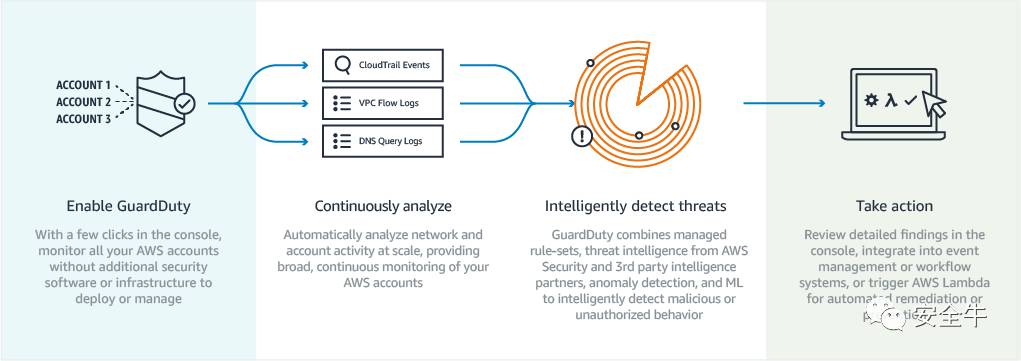 ACCOUNT 1
ACCOUNT 2
ACCOUNT 3
CloudTrail Events
VPC Flow Logs
DNS Query Logs
Enable GuardDuty
With a few clicks in the console,
monitor all your AWS accounts
without additional security
software or infrastructure to
deploy or manage
Continuously analyze
Automatically analyze network and
account activity at scale, providing
broad, continuous monitoring of your
AWS accounts
Intelligently detect threats
GuardDuty combines managed
rule-sets, threat intelligence from AWS
Security and 3rd party intelligence
partners, anomaly detection, and ML
to intelligently detect malicious or
unauthorized behavior
Take action
Review detailed findings in the
console, integrate into event
management or workflow
systems, or trigger AWS Lambda
for automated remediation or
安全牛